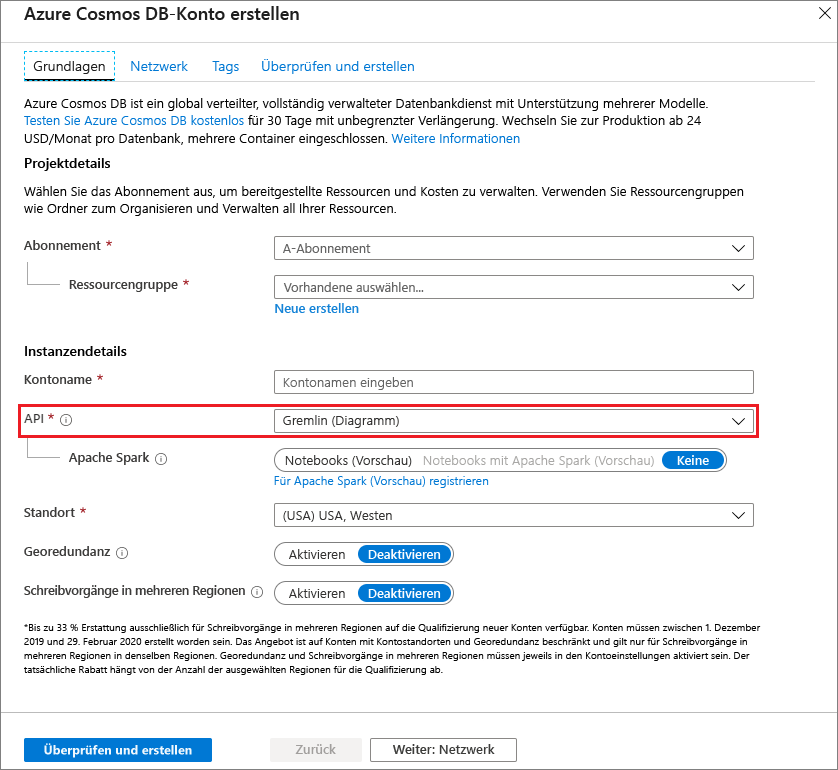 Azure Cosmos DB-Konto erstellen
Grundlagen Netzwerk Tags Überprüfen und erstellen
Azure Cosmos DB ist ein global verteilter, vollständig verwalteter Datenbankdienst mit Unterstützung mehrerer Modelle.
Testen Sie Azure Cosmos DB kostenlos für 30 Tage mit unbegrenzter Verlängerung. Wechseln Sie zur Produktion ab 24
USD/Monat pro Datenbank, mehrere Container eingeschlossen. Weitere Informationen
Projektdetails
Wählen Sie das Abonnement aus, um bereitgestellte Ressourcen und Kosten zu verwalten. Verwenden Sie Ressourcengruppen
wie Ordner zum Organisieren und Verwalten all Ihrer Ressourcen.
Abonnement * A-Abonnement
Ressourcengruppe * Vorhandene auswählen...
Neue erstellen
Instanzendetails
Kontoname * Kontonamen eingeben
API * Gremlin (Diagramm)
Apache Spark Notebooks (Vorschau) Notebooks mit Apache Spark (Vorschau) Keine
Für Apache Spark (Vorschau) registrieren
Standort * (USA) USA, Westen
Georedundanz Aktivieren Deaktivieren
Schreibvorgänge in mehreren Regionen Aktivieren Deaktivieren
*Bis zu 33 % Erstattung ausschließlich für Schreibvorgänge in mehreren Regionen auf die Qualifizierung neuer Konten verfügbar. Konten müssen zwischen 1. Dezember
2019 und 29. Februar 2020 erstellt worden sein. Das Angebot ist auf Konten mit Kontostandorten und Georedundanz beschränkt und gilt nur für Schreibvorgänge in
mehreren Regionen in denselben Regionen. Georedundanz und Schreibvorgänge in mehreren Regionen müssen jeweils in den Kontoeinstellungen aktiviert sein. Der
tatsächliche Rabatt hängt von der Anzahl der ausgewählten Regionen für die Qualifizierung ab.
Überprüfen und erstellen Zurück Weiter: Netzwerk